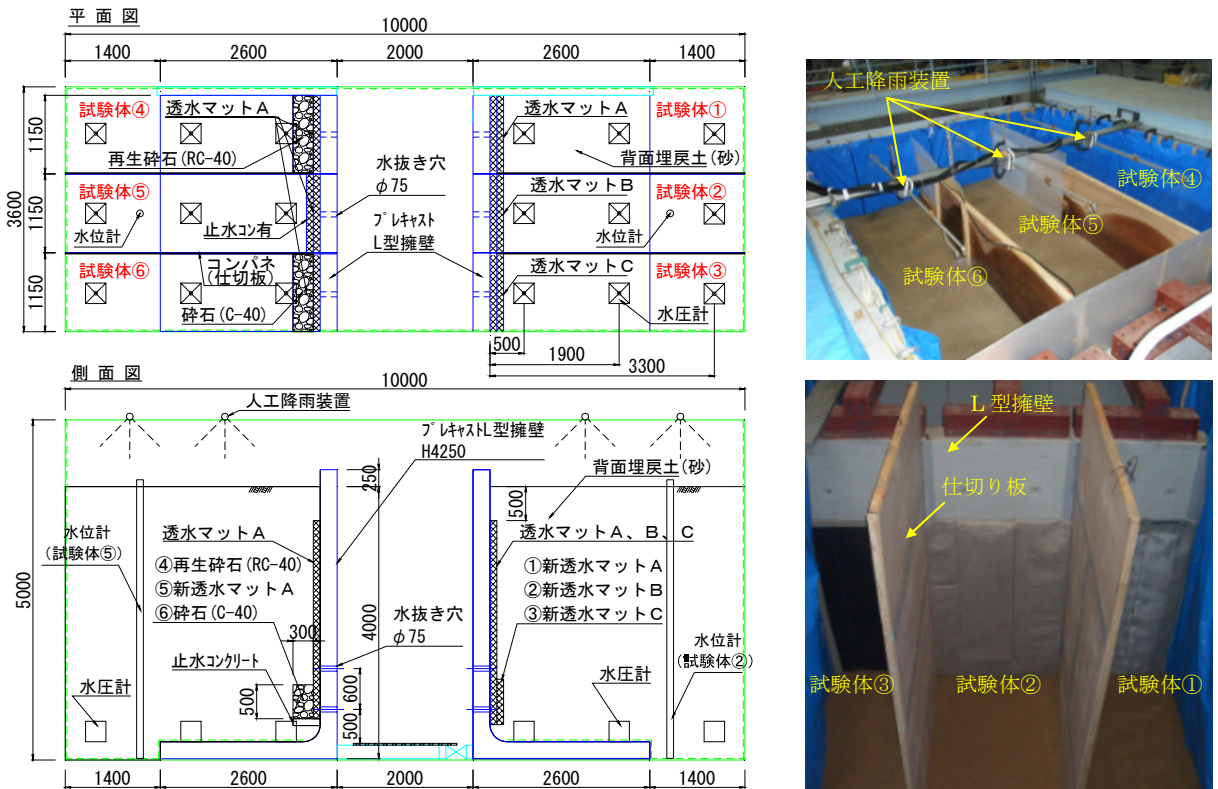 平面図
10000
1400
2600
2000
2600
1400
試験体④
透水マットA
透水マットA
試験体①
再生砕石(RC-40)
水抜き穴
φ75
背面埋戻土(砂)
3600
1150
1150
1150
試験体⑤
透水マットB
試験体②
水位計
止水コン有
プレキャスト
L型擁壁
水位計
試験体⑥
コンパネ
(仕切板)
透水マットC
試験体③
砕石(C-40)
水圧計
500
1900
3300
側面図
10000
人工降雨装置
プレキャストL型擁壁
H4250
250
背面埋戻土(砂)
500
水位計
(試験体⑤)
透水マットA
透水マットA、B、C
④再生砕石(RC-40)
⑤新透水マットA
⑥砕石(C-40)
①新透水マットA
②新透水マットB
③新透水マットC
5000
4000
300
水抜き穴
φ75
止水コンクリート
水位計
(試験体②)
水圧計
500
600
500
水圧計
1400
2600
2000
2600
1400
人工降雨装置
試験体④
試験体⑤
試験体⑥
L型擁壁
仕切り板
試験体③
試験体②
試験体①